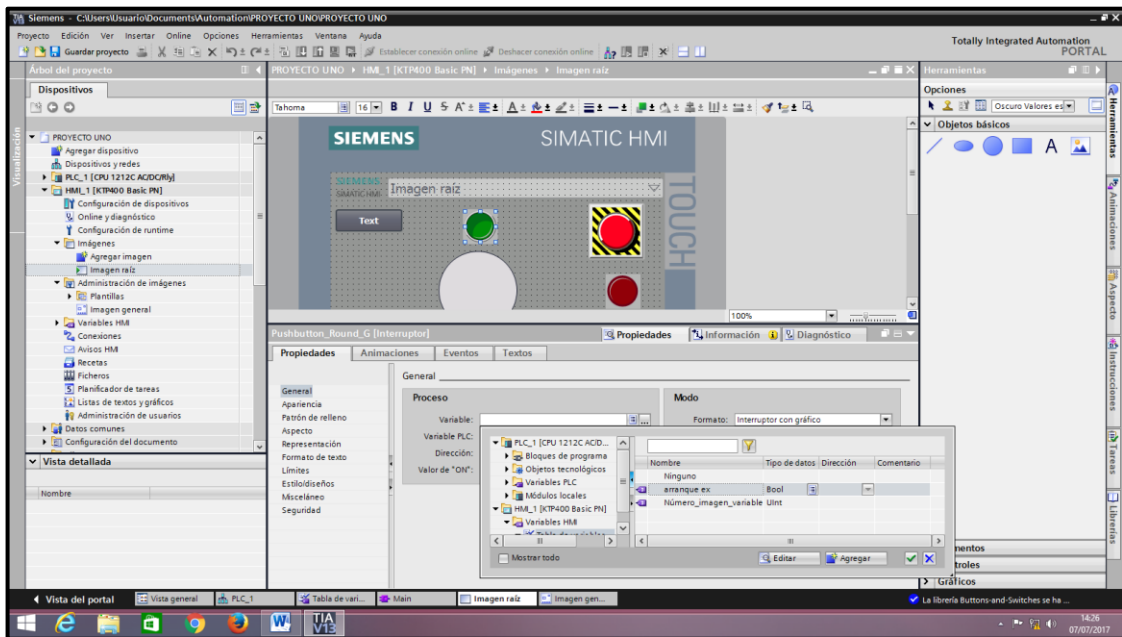 Siemens - C:\Users\Usuario\Documents\Automation\PROYECTO UNO\PROYECTO UNO
Proyecto Edición Ver Insertar Online Opciones Herramientas Ventana Ayuda
Guardar proyecto
Establecer conexión online
Deshacer conexión online
Totally Integrated Automation
PORTAL
Árbol del proyecto
PROYECTO UNO HMI_1 [KTP400 Basic PN] Imágenes Imagen raíz
Herramientas
Dispositivos
Opciones
Tahoma
16
B I U S A
Oscuro Valores es
Objetos básicos
A
Visualización
PROYECTO UNO
Agregar dispositivo
Dispositivos y redes
PLC_1 [CPU 1212C AC/DC/Rly]
HMI_1 [KTP400 Basic PN]
Configuración de dispositivos
Online y diagnóstico
Configuración de runtime
Imágenes
Agregar imagen
Imagen raíz
Administración de imágenes
Plantillas
Imagen general
Variables HMI
Conexiones
Avisos HMI
Recetas
Ficheros
Planificador de tareas
Listas de textos y gráficos
Administración de usuarios
Datos comunes
Configuración del documento
Vista detallada
Nombre
SIEMENS
SIMATIC HMI
SIEMENS
SIMATIC HMI
Imagen raíz
Text
TOUCH
100%
Pushbutton_Round_G [Interruptor]
Propiedades
Información
Diagnóstico
Propiedades
Animaciones
Eventos
Textos
General
Apariencia
Patrón de relleno
Aspecto
Representación
Formato de texto
Límites
Estilo/diseños
Misceláneo
Seguridad
General
Proceso
Variable:
Variable PLC:
Dirección:
Valor de "ON":
Modo
Formato: Interruptor con gráfico
PLC_1 [CPU 1212C AC/D...
Bloques de programa
Objetos tecnológicos
Variables PLC
Módulos locales
HMI_1 [KTP400 Basic PN]
Variables HMI
Nombre Tipo de datos Dirección Comentario
Ninguno
arranque ex Bool
Número_imagen_variable UInt
Mostrar todo
Editar
Agregar
Herramientas
Animaciones
Aspecto
Instrucciones
Tareas
Librerías
Gráficos
Vista del portal
Vista general
PLC_1
Tabla de vari...
Main
Imagen raíz
Imagen gen...
La librería Buttons-and-Switches se ha ...
TIA
V13
14:26
07/07/2017